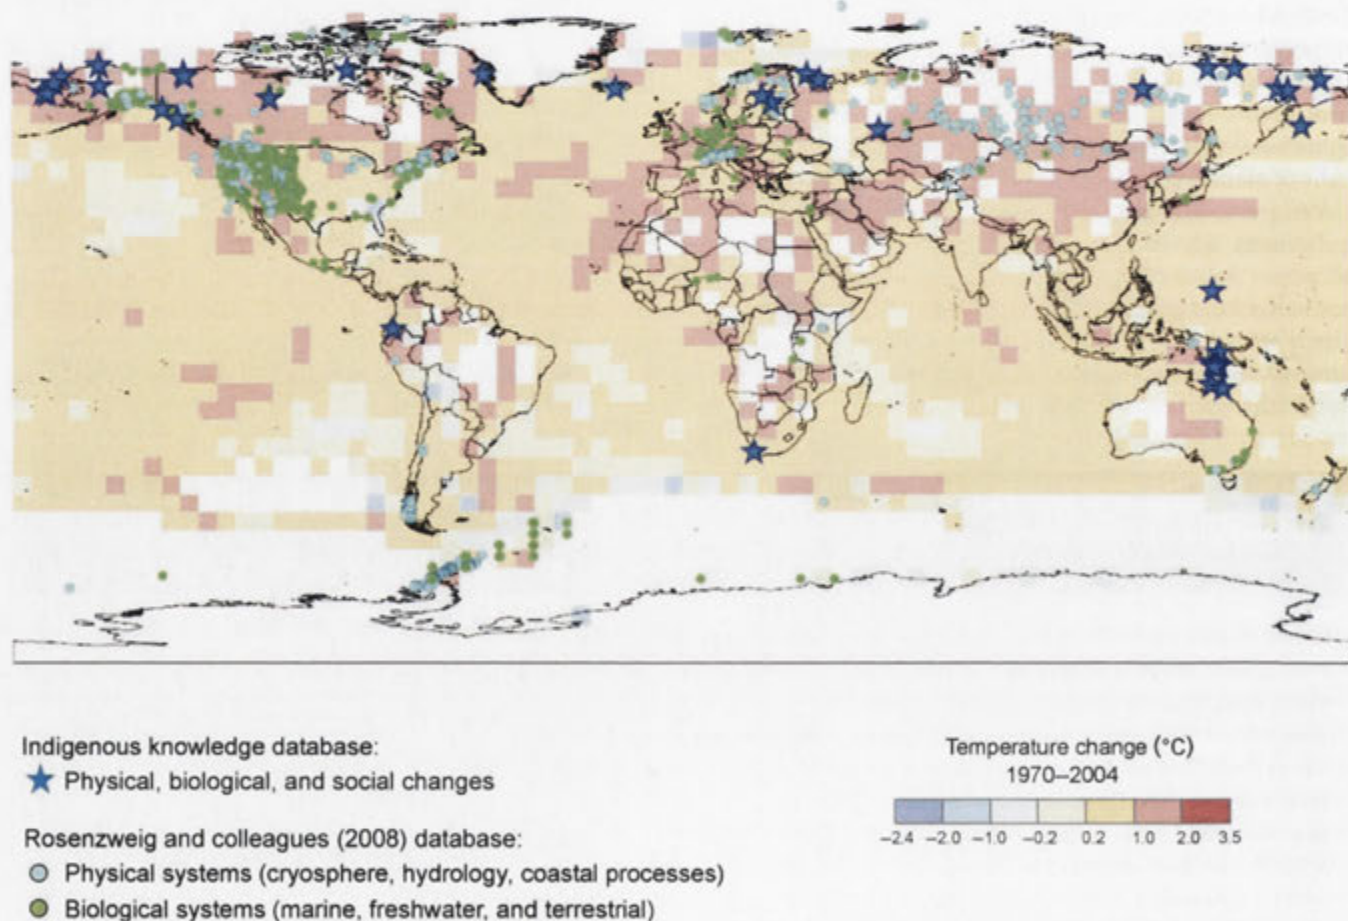 Indigenous knowledge database:
Physical, biological, and social changes
Rosenzweig and colleagues (2008) database:
Physical systems (cryosphere, hydrology, coastal processes)
Biological systems (marine, freshwater, and terrestrial)
Temperature change (°C)
1970–2004
–2.4 –2.0 –1.0 –0.2 0.2 1.0 2.0 3.5